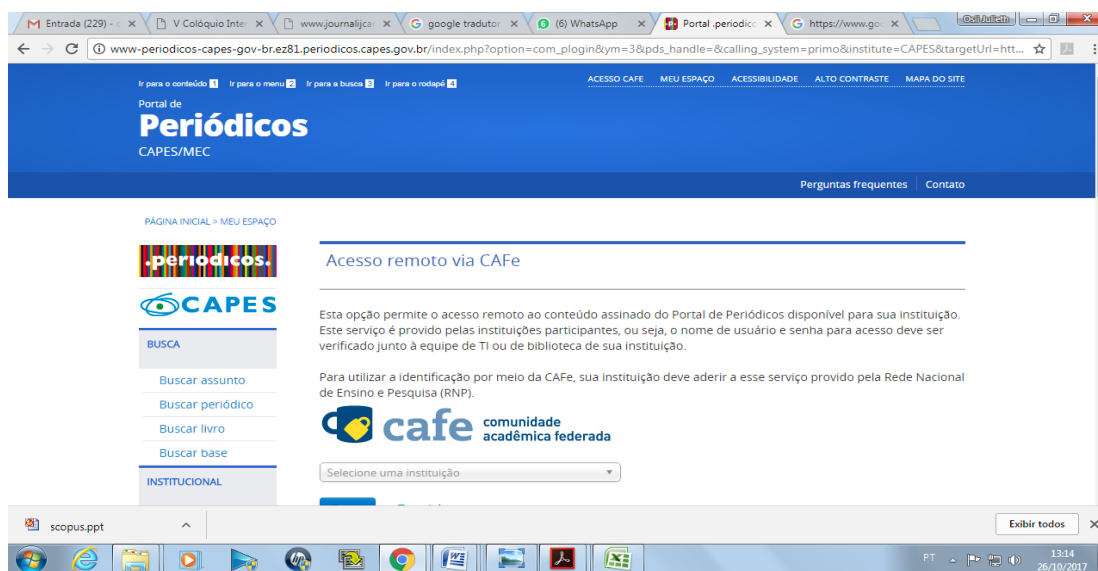 Entrada (229) - c
V Colóquio Inter
www.journalijcar
google tradutor
(6) WhatsApp
Portal .periodico
https://www.goo
www-periodicos-capes-gov-br.ez81.periodicos.capes.gov.br/index.php?option=com_plogin&ym=3&pds_handle=&calling_system=primo&institute=CAPES&targetUrl=htt...
Ir para o conteúdo 1 Ir para o menu 2 Ir para a busca 3 Ir para o rodapé 4
ACESSO CAFE MEU ESPAÇO ACESSIBILIDADE ALTO CONTRASTE MAPA DO SITE
Portal de
Periódicos
CAPES/MEC
Perguntas frequentes Contato
PÁGINA INICIAL > MEU ESPAÇO
.periodicos.
CAPES
BUSCA
Buscar assunto
Buscar periódico
Buscar livro
Buscar base
INSTITUCIONAL
Acesso remoto via CAFe
Esta opção permite o acesso remoto ao conteúdo assinado do Portal de Periódicos disponível para sua instituição.
Este serviço é provido pelas instituições participantes, ou seja, o nome de usuário e senha para acesso deve ser
verificado junto à equipe de TI ou de biblioteca de sua instituição.
Para utilizar a identificação por meio da CAFe, sua instituição deve aderir a esse serviço provido pela Rede Nacional
de Ensino e Pesquisa (RNP).
cafe comunidade
acadêmica federada
Selecione uma instituição
scopus.ppt
Exibir todos
PT
13:14
26/10/2017